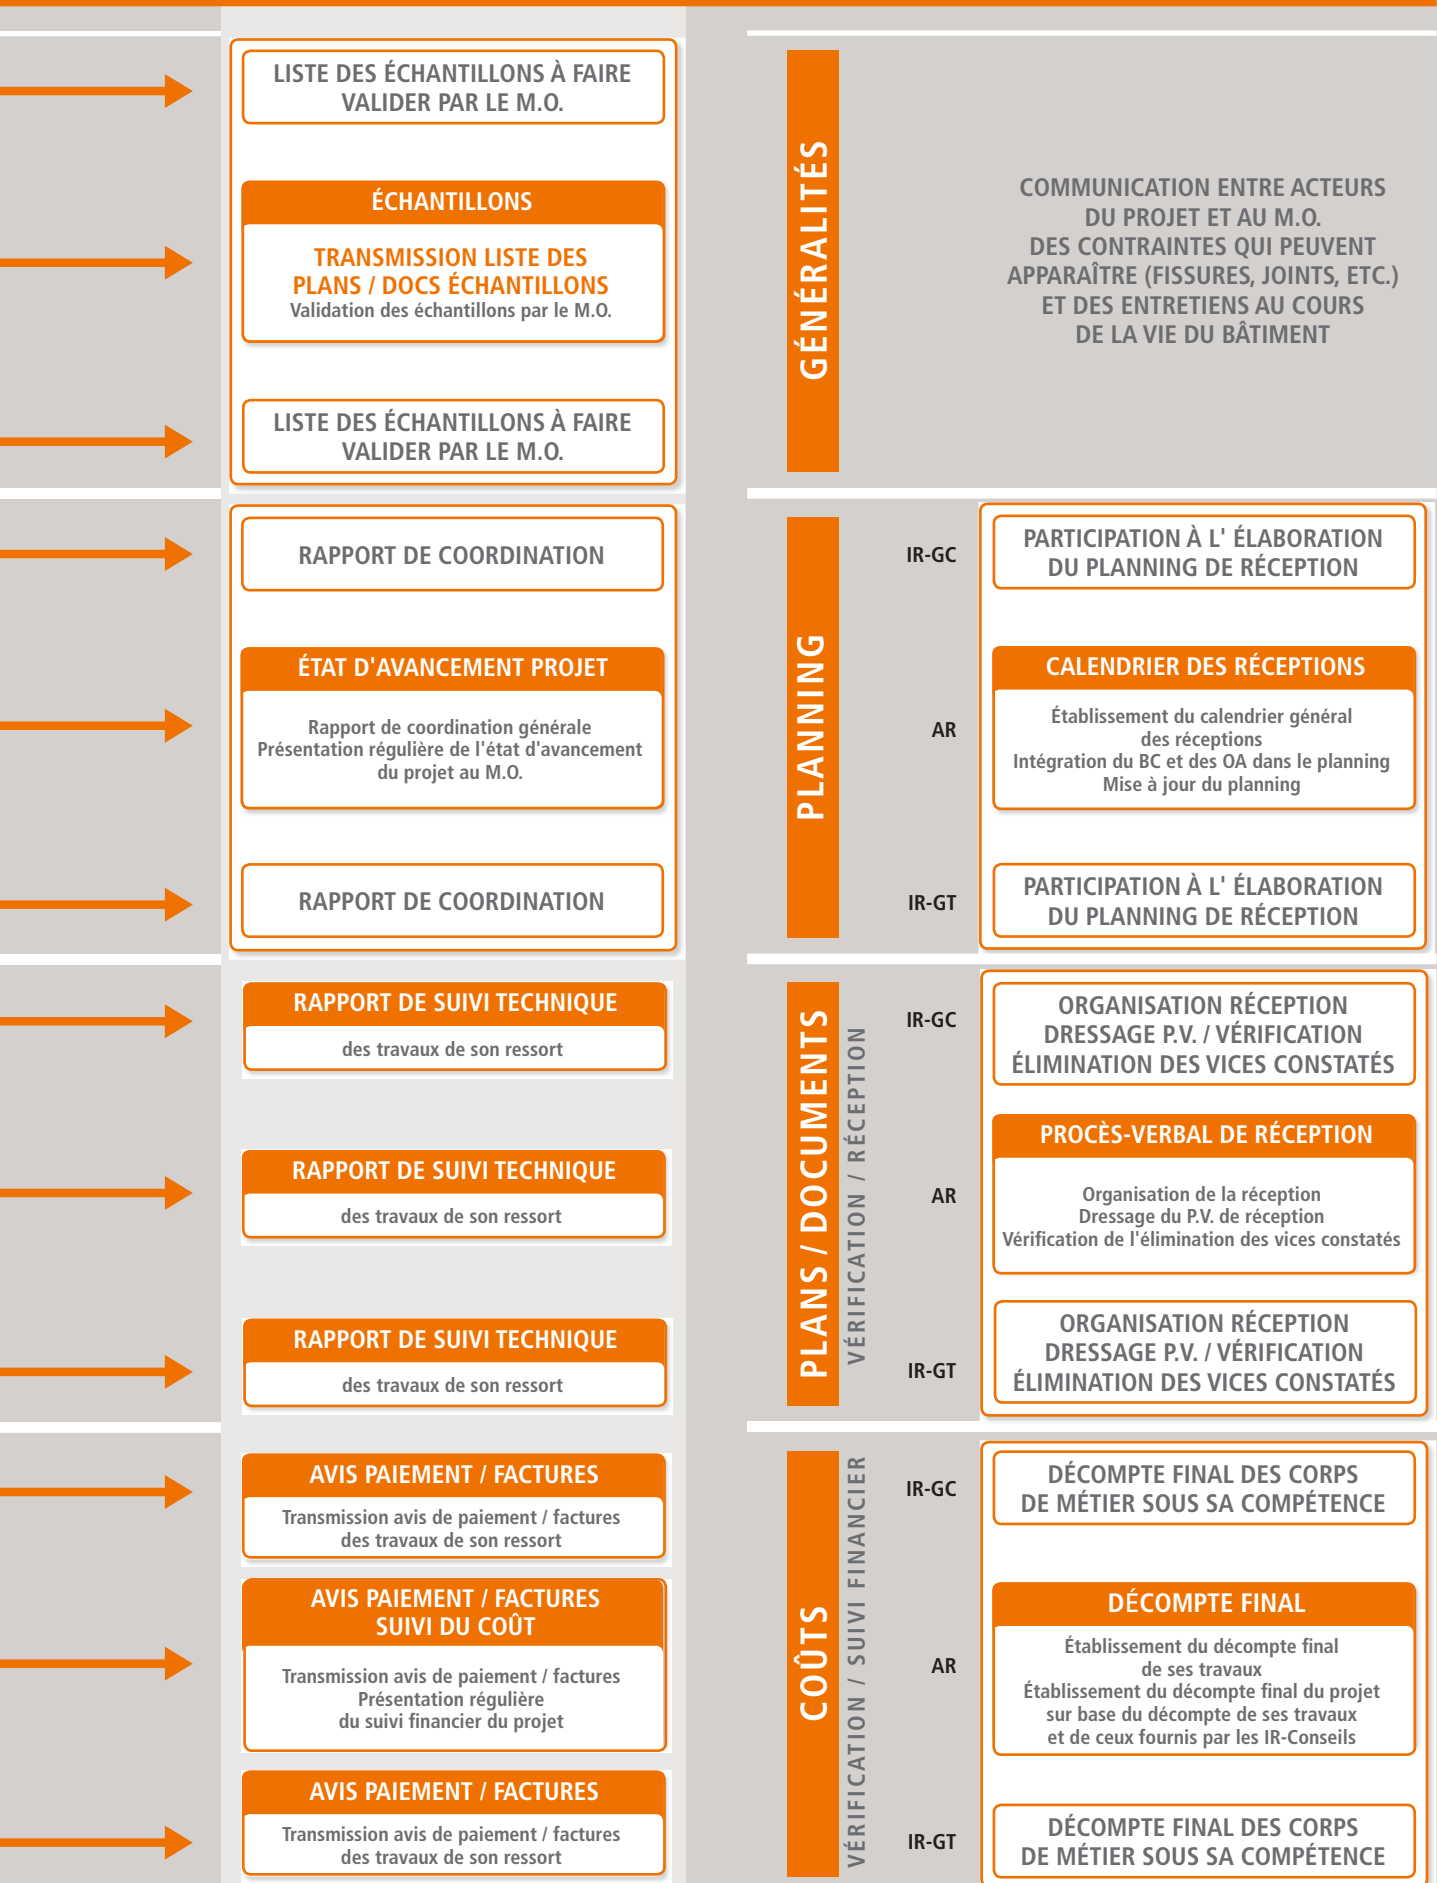 LISTE DES ÉCHANTILLONS À FAIRE
VALIDER PAR LE M.O.
ÉCHANTILLONS
TRANSMISSION LISTE DES
PLANS / DOCS ÉCHANTILLONS
Validation des échantillons par le M.O.
LISTE DES ÉCHANTILLONS À FAIRE
VALIDER PAR LE M.O.
RAPPORT DE COORDINATION
ÉTAT D'AVANCEMENT PROJET
Rapport de coordination générale
Présentation régulière de l'état d'avancement
du projet au M.O.
RAPPORT DE COORDINATION
RAPPORT DE SUIVI TECHNIQUE
des travaux de son ressort
RAPPORT DE SUIVI TECHNIQUE
des travaux de son ressort
RAPPORT DE SUIVI TECHNIQUE
des travaux de son ressort
AVIS PAIEMENT / FACTURES
Transmission avis de paiement / factures
des travaux de son ressort
AVIS PAIEMENT / FACTURES
SUIVI DU COÛT
Transmission avis de paiement / factures
Présentation régulière
du suivi financier du projet
AVIS PAIEMENT / FACTURES
Transmission avis de paiement / factures
des travaux de son ressort
GÉNÉRALITÉS
COMMUNICATION ENTRE ACTEURS
DU PROJET ET AU M.O.
DES CONTRAINTES QUI PEUVENT
APPARAÎTRE (FISSURES, JOINTS, ETC.)
ET DES ENTRETIENS AU COURS
DE LA VIE DU BÂTIMENT
PLANNING
IR-GC
PARTICIPATION À L' ÉLABORATION
DU PLANNING DE RÉCEPTION
AR
CALENDRIER DES RÉCEPTIONS
Établissement du calendrier général
des réceptions
Intégration du BC et des OA dans le planning
Mise à jour du planning
IR-GT
PARTICIPATION À L' ÉLABORATION
DU PLANNING DE RÉCEPTION
PLANS / DOCUMENTS
VÉRIFICATION / RÉCEPTION
IR-GC
ORGANISATION RÉCEPTION
DRESSAGE P.V. / VÉRIFICATION
ÉLIMINATION DES VICES CONSTATÉS
AR
PROCÈS-VERBAL DE RÉCEPTION
Organisation de la réception
Dressage du P.V. de réception
Vérification de l'élimination des vices constatés
IR-GT
ORGANISATION RÉCEPTION
DRESSAGE P.V. / VÉRIFICATION
ÉLIMINATION DES VICES CONSTATÉS
COÛTS
VÉRIFICATION / SUIVI FINANCIER
IR-GC
DÉCOMPTE FINAL DES CORPS
DE MÉTIER SOUS SA COMPÉTENCE
AR
DÉCOMPTE FINAL
Établissement du décompte final
de ses travaux
Établissement du décompte final du projet
sur base du décompte de ses travaux
et de ceux fournis par les IR-Conseils
IR-GT
DÉCOMPTE FINAL DES CORPS
DE MÉTIER SOUS SA COMPÉTENCE